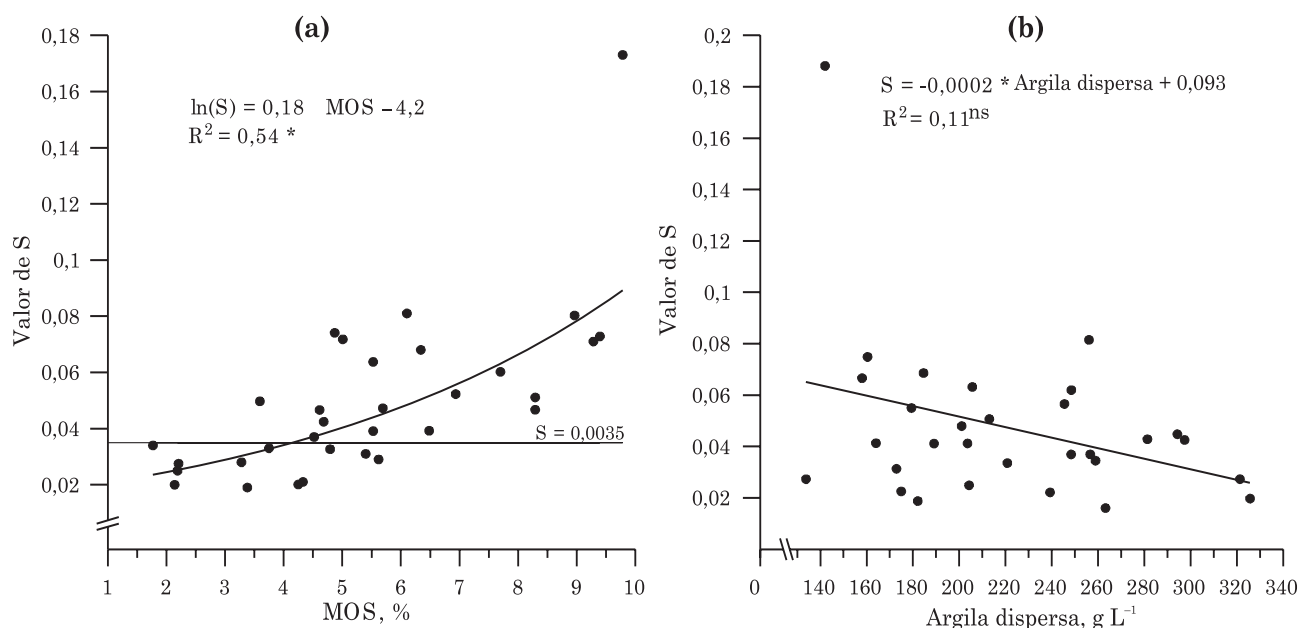 (a)
0,18
0,16
0,14
0,12
0,1
0,08
0,06
0,04
0,02
Valor de S
ln(S) = 0,18 MOS – 4,2
R² = 0,54 *
S = 0,0035
1 2 3 4 5 6 7 8 9 10
MOS, %
(b)
0,2
0,18
0,16
0,14
0,12
0,1
0,08
0,06
0,04
0,02
0
Valor de S
S = -0,0002 * Argila dispersa + 0,093
R² = 0,11ⁿˢ
0 140 160 180 200 220 240 260 280 300 320 340
Argila dispersa, g L⁻¹